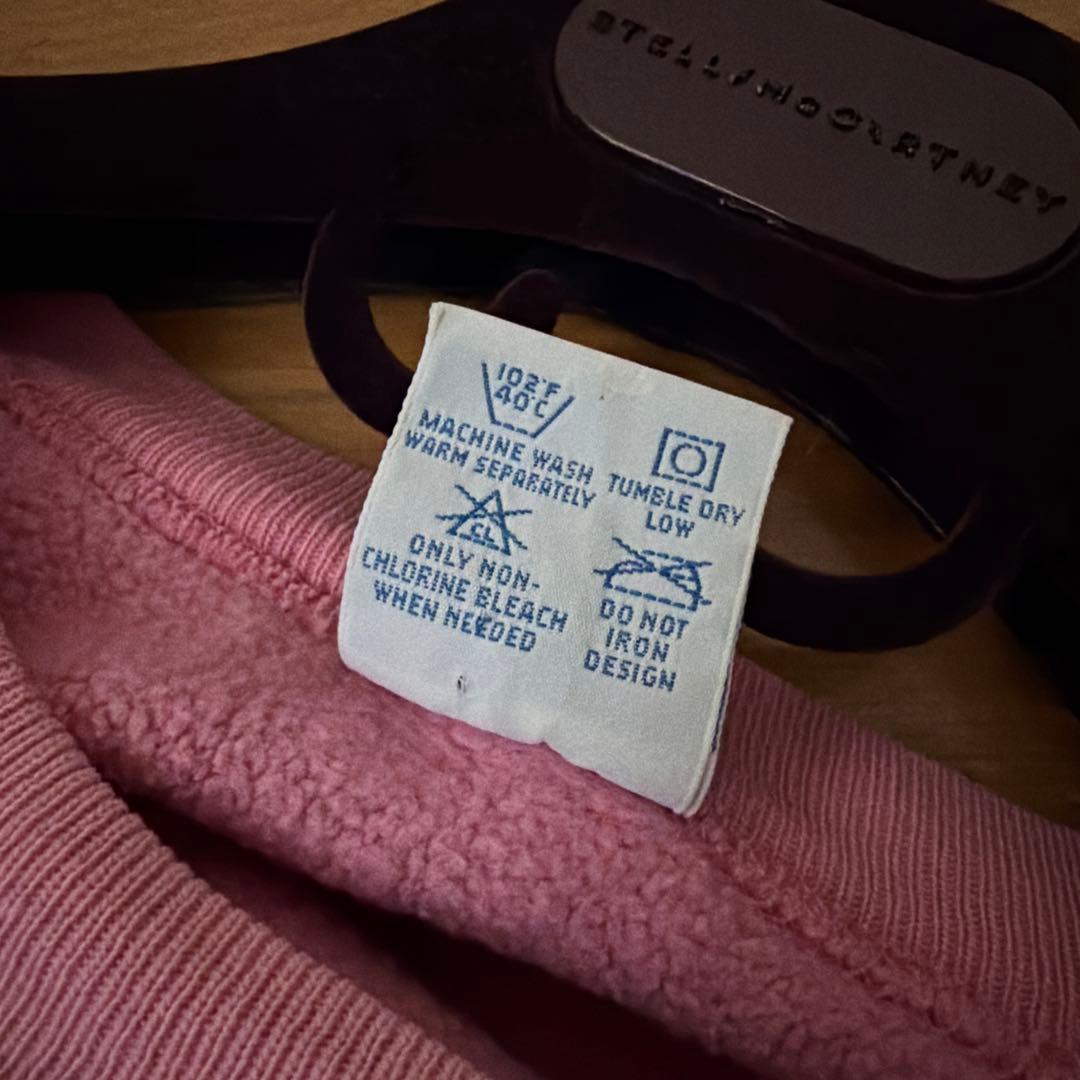 STELLAMcCARTNEY
102°F
40°C
MACHINE WASH
WARM SEPARATELY
CL
ONLY NON-
CHLORINE BLEACH
WHEN NEEDED
TUMBLE DRY
LOW
DO NOT
IRON
DESIGN